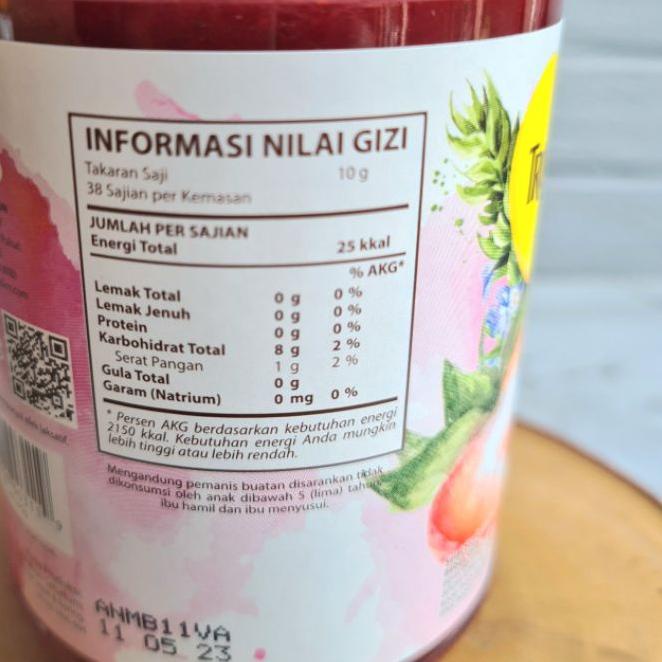 INFORMASI NILAI GIZI
Takaran Saji 10 g
38 Sajian per Kemasan
JUMLAH PER SAJIAN
Energi Total 25 kkal
% AKG*
Lemak Total 0 g 0 %
Lemak Jenuh 0 g 0 %
Protein 0 g 0 %
Karbohidrat Total 8 g 2 %
Serat Pangan 1 g 2 %
Gula Total 0 g
Garam (Natrium) 0 mg 0 %
* Persen AKG berdasarkan kebutuhan energi
2150 kkal. Kebutuhan energi Anda mungkin
lebih tinggi atau lebih rendah.
Mengandung pemanis buatan disarankan tidak
dikonsumsi oleh anak dibawah 5 (lima) tahun,
ibu hamil dan ibu menyusui.
ANMB11VA
11 05 23